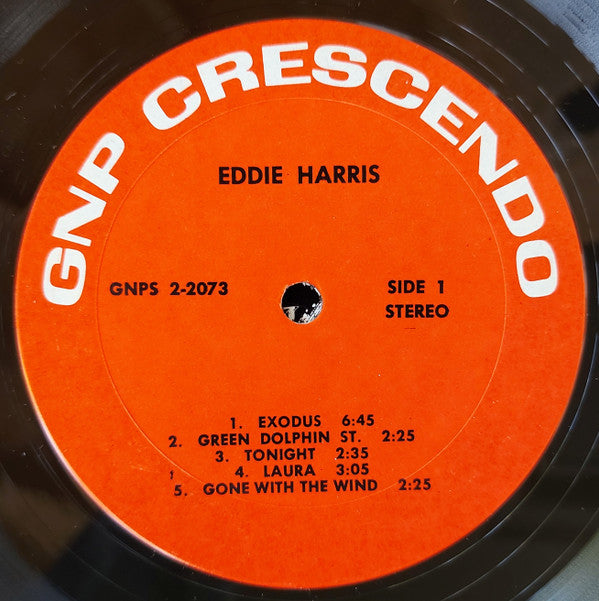 GNP CRESCENDO
EDDIE HARRIS
GNPS 2-2073
SIDE 1
STEREO
1. EXODUS 6:45
2. GREEN DOLPHIN ST. 2:25
3. TONIGHT 2:35
4. LAURA 3:05
5. GONE WITH THE WIND 2:25